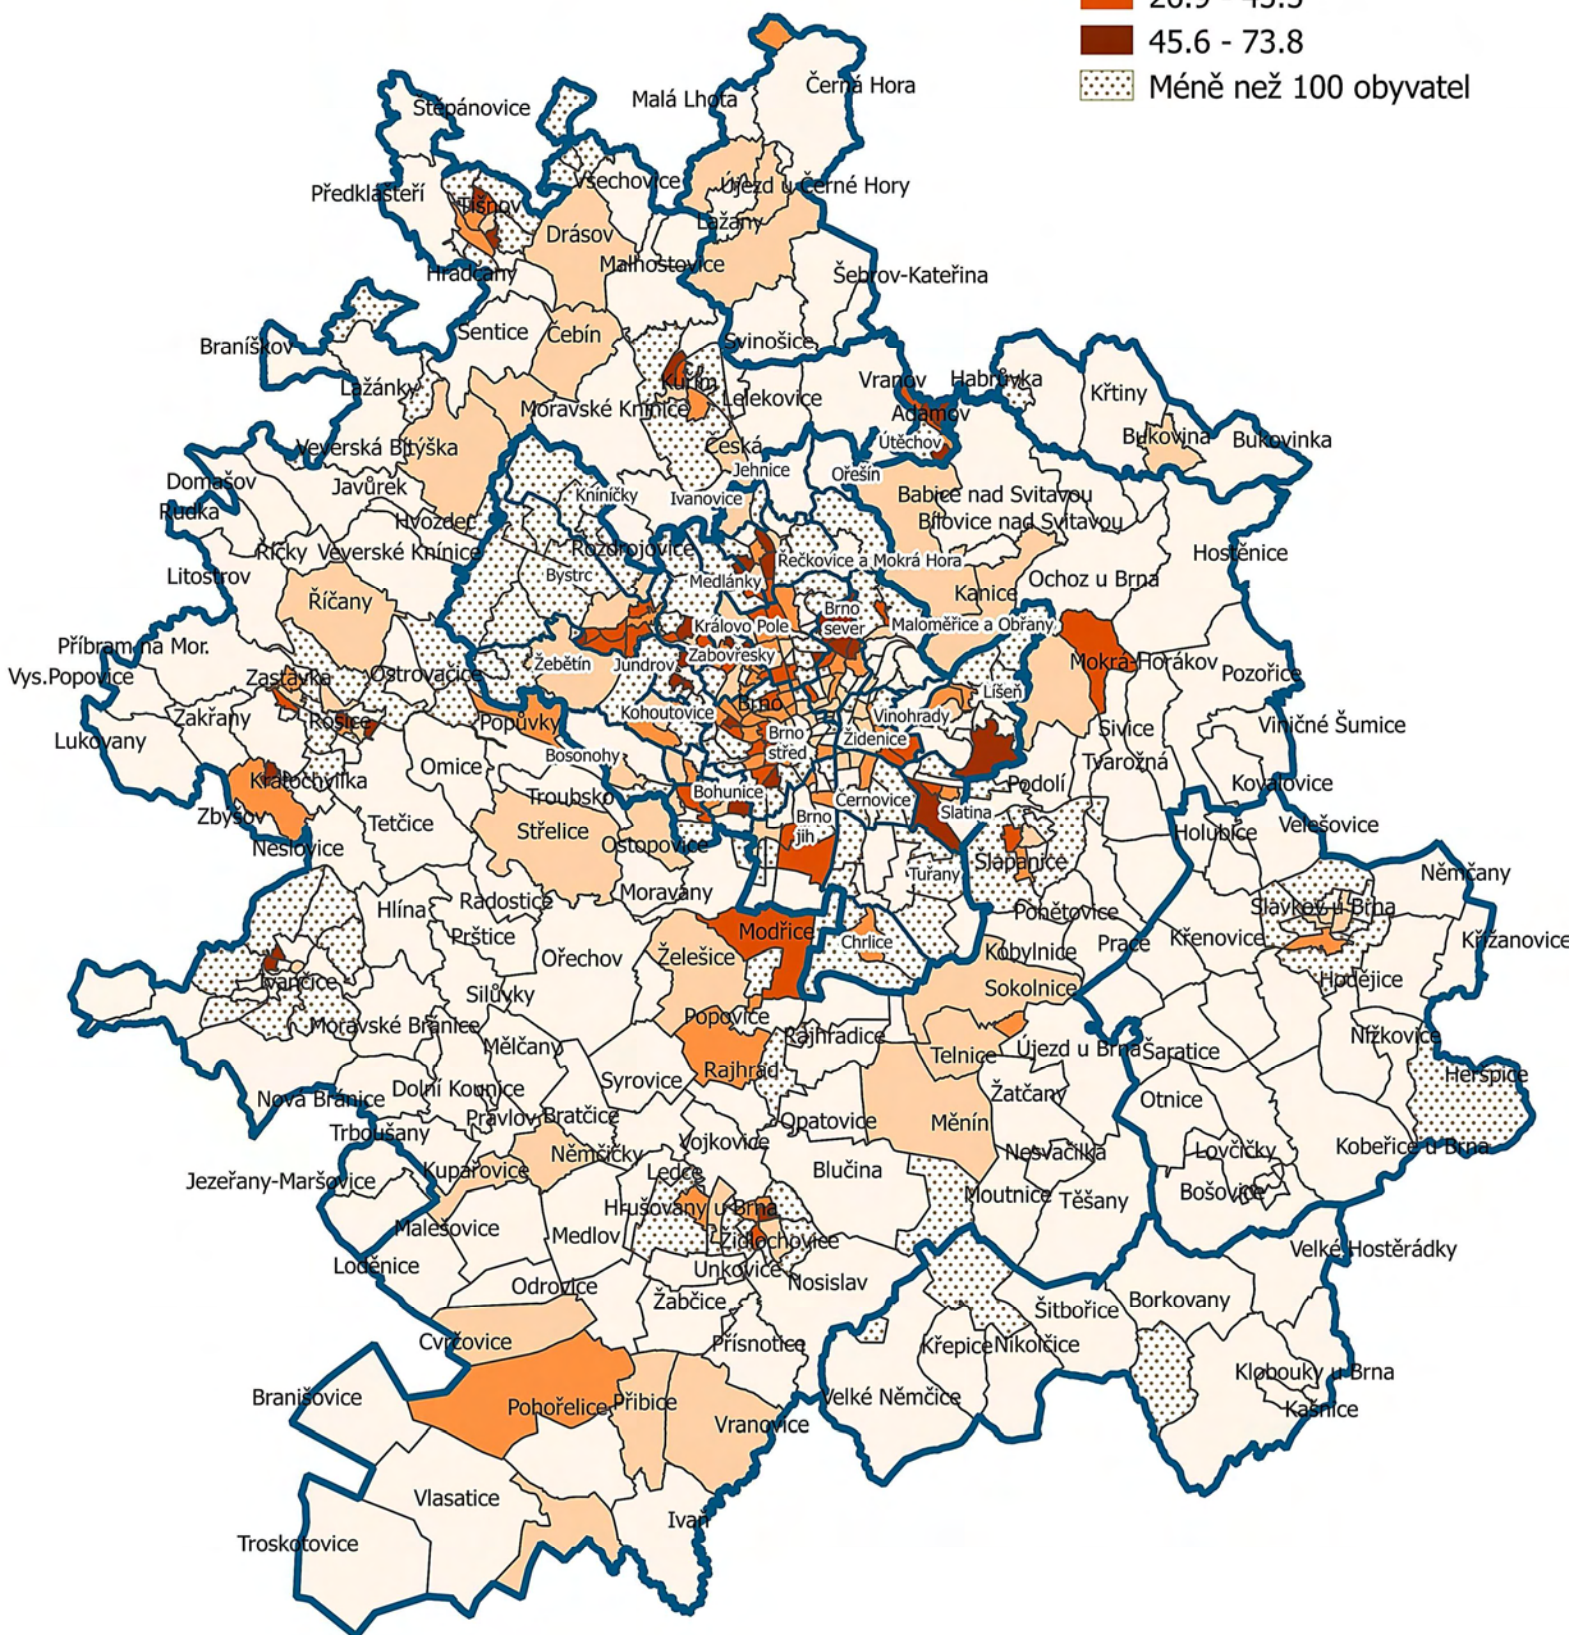 45.6 - 73.8
Méně než 100 obyvatel
Černá Hora
Malá Lhota
Štěpánovice
Všechovice
Újezd u Černé Hory
Předklášteří
Tišnov
Lažany
Drásov
Malhostovice
Hradčany
Šebrov-Kateřina
Sentice
Čebín
Svinošice
Braníškov
Lažánky
Kuřim
Vranov
Habrůvka
Křtiny
Lelekovice
Moravské Knínice
Adamov
Útěchov
Bukovina
Bukovinka
Veverská Bítýška
Česká
Jehnice
Ořešín
Domašov
Javůrek
Kníničky
Ivanovice
Babice nad Svitavou
Rudka
Hvozdec
Bílovice nad Svitavou
Říčky
Veverské Knínice
Rozdrojovice
Řečkovice a Mokrá Hora
Hostěnice
Litostrov
Bystrc
Medlánky
Ochoz u Brna
Říčany
Kanice
Brno
sever
Královo Pole
Maloměřice a Obřany
Příbram na Mor.
Žabovřesky
Vys.Popovice
Zastávka
Ostrovačice
Žebětín
Jundrov
Mokrá-Horákov
Pozořice
Líšeň
Brno
Zakřany
Rosice
Popůvky
Kohoutovice
Vinohrady
Sivice
Viničné Šumice
Lukovany
Bosonohy
Brno
střed
Židenice
Tvarožná
Omice
Kratochvilka
Podolí
Kovalovice
Troubsko
Bohunice
Černovice
Slatina
Zbýšov
Tetčice
Střelice
Brno
jih
Holubice
Velešovice
Neslovice
Ostopovice
Šlapanice
Tuřany
Němčany
Moravany
Hlína
Radostice
Ponětovice
Slavkov u Brna
Prštice
Modřice
Chrlice
Prace
Křenovice
Křižanovice
Ořechov
Želešice
Kobylnice
Ivančice
Silůvky
Sokolnice
Hodějice
Popovice
Moravské Bránice
Rajhradice
Nížkovice
Mělčany
Telnice
Újezd u Brna
Šaratice
Rajhrad
Heršpice
Dolní Kounice
Syrovice
Nová Bránice
Žatčany
Otnice
Pravlov
Bratčice
Opatovice
Měnín
Trboušany
Vojkovice
Němčičky
Nesvačilka
Lovčičky
Kobeřice u Brna
Kupařovice
Ledce
Blučina
Jezeřany-Maršovice
Moutnice
Těšany
Bošovice
Hrušovany u Brna
Malešovice
Medlov
Židlochovice
Velké Hostěrádky
Loděnice
Unkovice
Nosislav
Odrovice
Žabčice
Šitbořice
Borkovany
Cvrčovice
Přísnotice
Křepice
Nikolčice
Klobouky u Brna
Branišovice
Pohořelice
Přibice
Velké Němčice
Kašnice
Vranovice
Vlasatice
Ivaň
Troskotovice